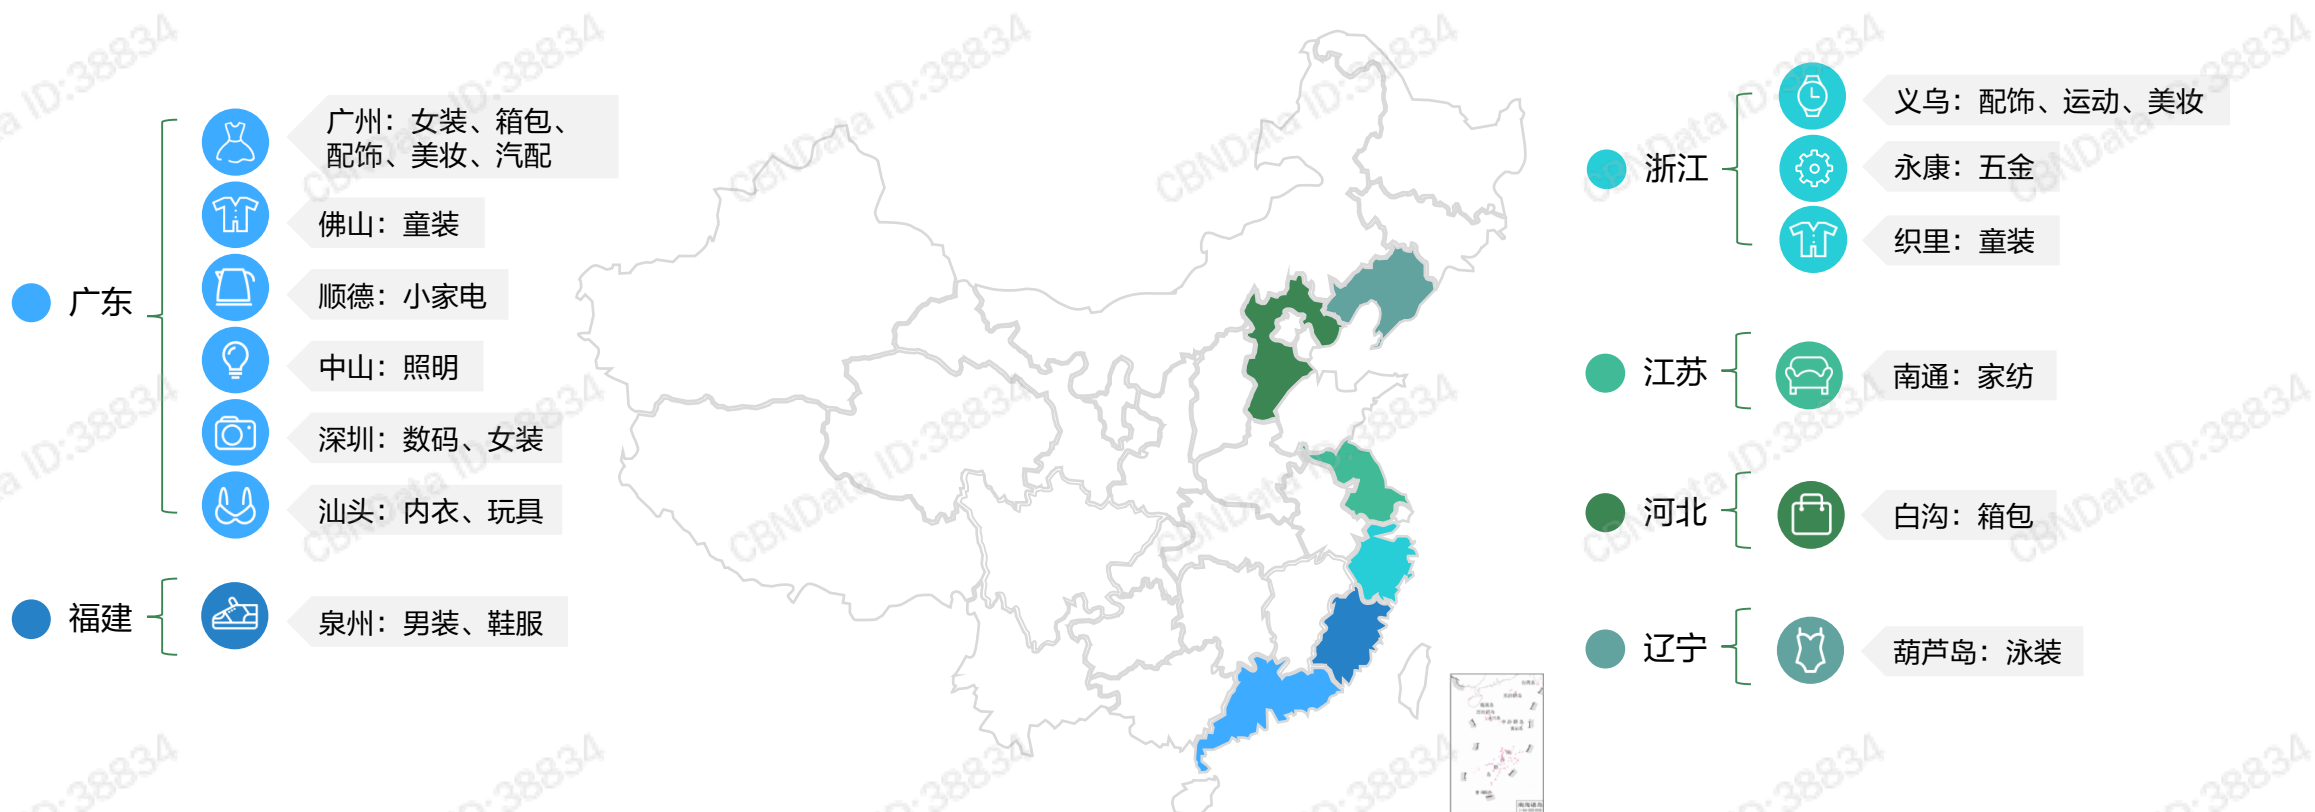 广东
广州：女装、箱包、
配饰、美妆、汽配
佛山：童装
顺德：小家电
中山：照明
深圳：数码、女装
汕头：内衣、玩具
福建
泉州：男装、鞋服
浙江
义乌：配饰、运动、美妆
永康：五金
织里：童装
江苏
南通：家纺
河北
白沟：箱包
辽宁
葫芦岛：泳装
南海诸岛
CBNData ID:38834